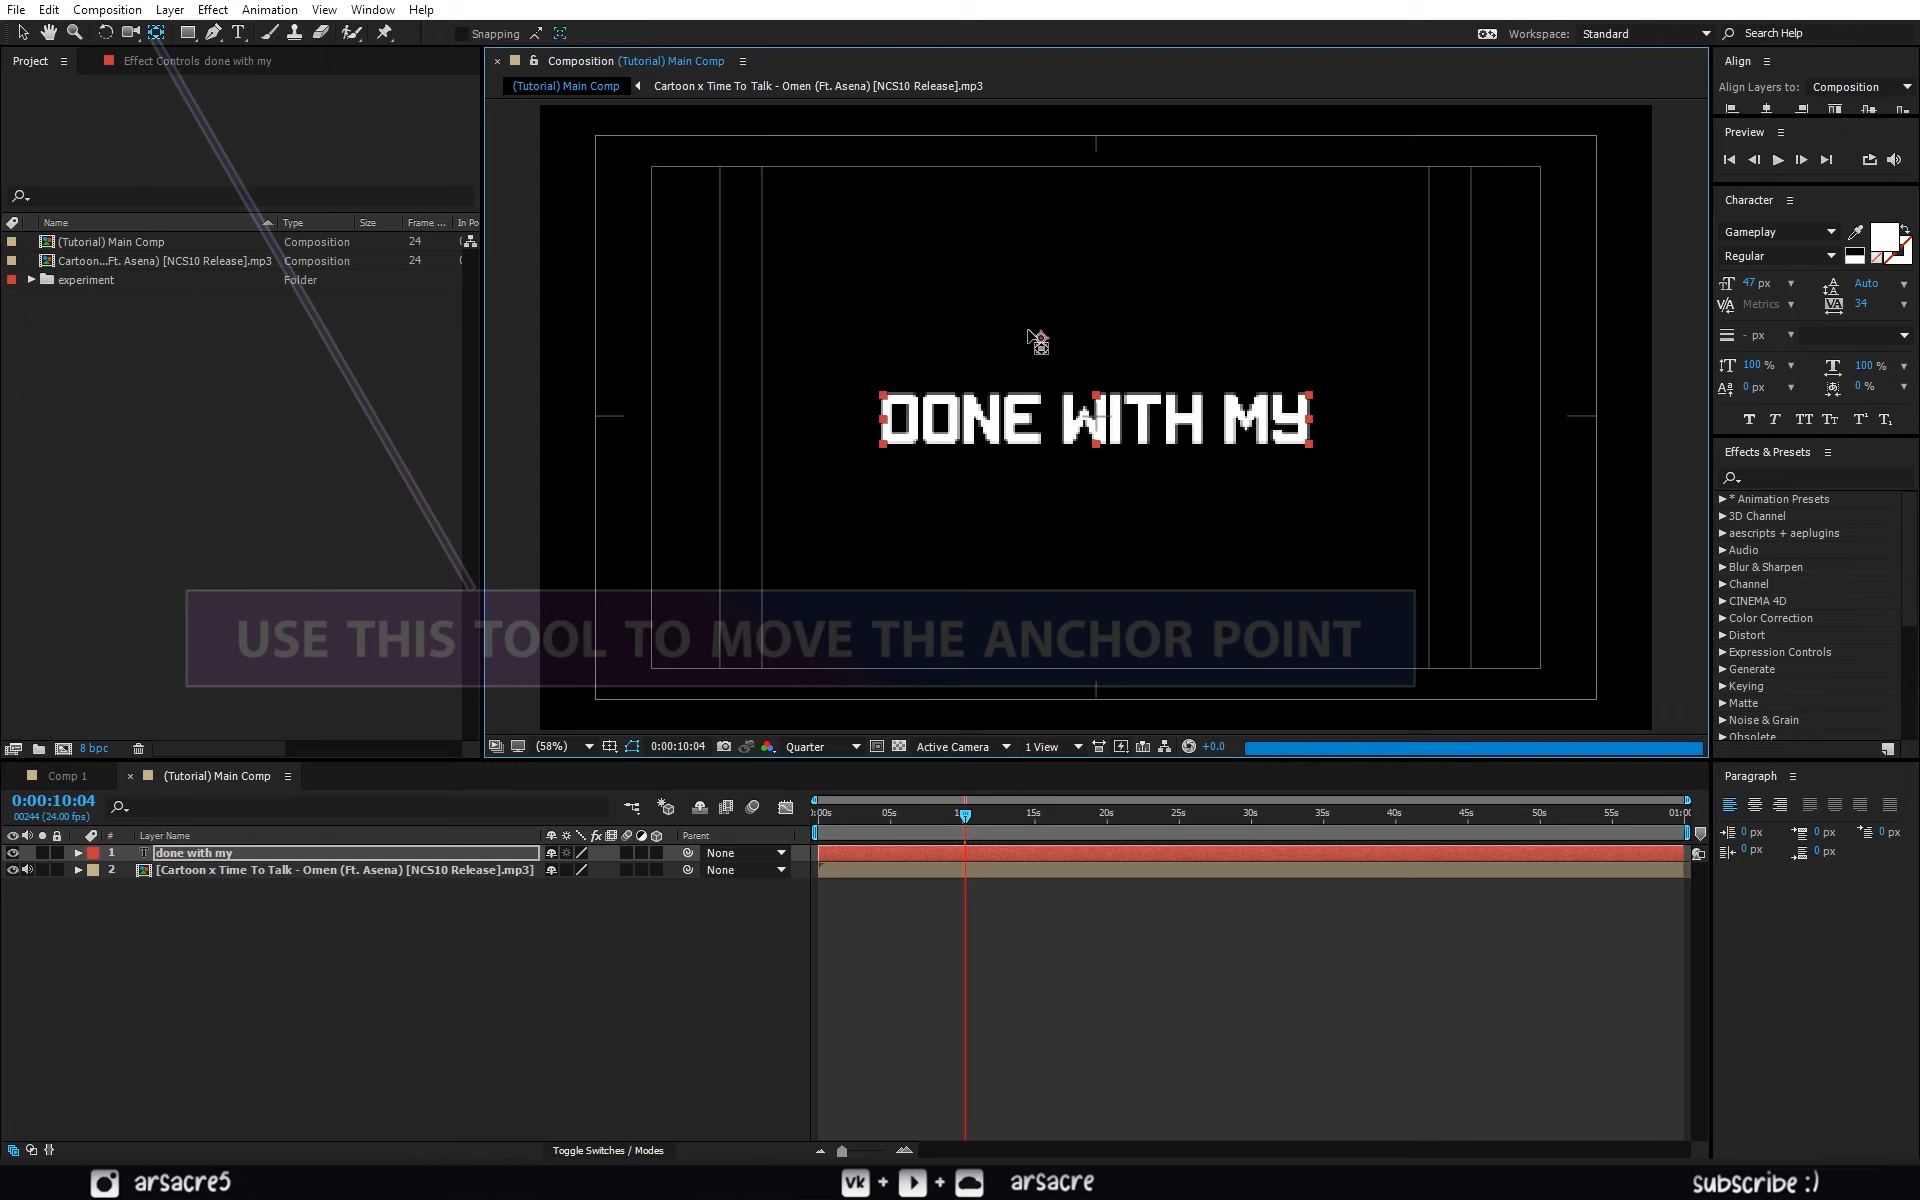 File Edit Composition Layer Effect Animation View Window Help
Snapping
Workspace: Standard
Search Help
Project
Effect Controls done with my
Composition (Tutorial) Main Comp
(Tutorial) Main Comp
Cartoon x Time To Talk - Omen (Ft. Asena) [NCS10 Release].mp3
Name Type Size Frame ... In Po
(Tutorial) Main Comp Composition 24
Cartoon...Ft. Asena) [NCS10 Release].mp3 Composition 24
experiment Folder
DONE WITH MY
USE THIS TOOL TO MOVE THE ANCHOR POINT
8 bpc
(58%) 0:00:10:04 Quarter Active Camera 1 View +0.0
Align
Align Layers to: Composition
Preview
Character
Gameplay
Regular
47 px Auto
Metrics 34
- px
100 % 100 %
0 px 0 %
Effects & Presets
* Animation Presets
3D Channel
aescripts + aeplugins
Audio
Blur & Sharpen
Channel
CINEMA 4D
Color Correction
Distort
Expression Controls
Generate
Keying
Matte
Noise & Grain
Obsolete
Comp 1
(Tutorial) Main Comp
0:00:10:04
00244 (24.00 fps)
# Layer Name Parent
1 done with my None
2 [Cartoon x Time To Talk - Omen (Ft. Asena) [NCS10 Release].mp3] None
05s 15s 20s 25s 30s 35s 40s 45s 50s 55s
Toggle Switches / Modes
Paragraph
0 px 0 px 0 px
0 px 0 px
arsacre5
vk + + arsacre
subscribe :)